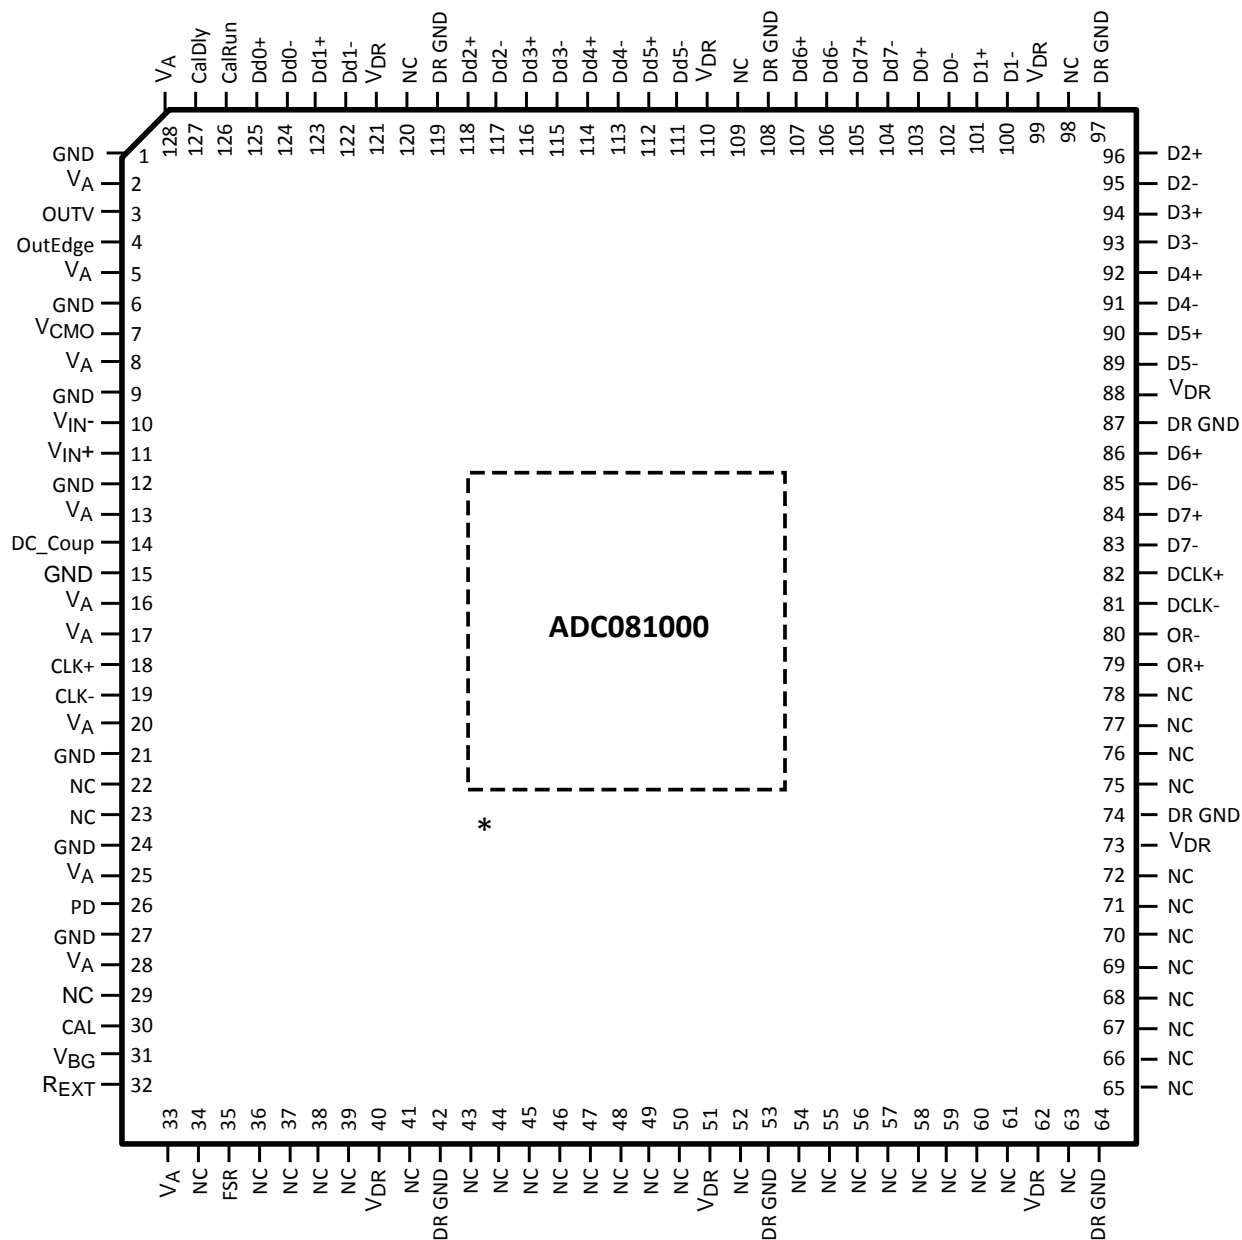 VA CalDly CalRun Dd0+ Dd0- Dd1+ Dd1- VDR NC DR GND Dd2+ Dd2- Dd3+ Dd3- Dd4+ Dd4- Dd5+ Dd5- VDR NC DR GND Dd6+ Dd6- Dd7+ Dd7- D0+ D0- D1+ D1- VDR NC DR GND
128 127 126 125 124 123 122 121 120 119 118 117 116 115 114 113 112 111 110 109 108 107 106 105 104 103 102 101 100 99 98 97
GND 1 96 D2+
VA 2 95 D2-
OUTV 3 94 D3+
OutEdge 4 93 D3-
VA 5 92 D4+
GND 6 91 D4-
VCMO 7 90 D5+
VA 8 89 D5-
GND 9 88 VDR
VIN- 10 87 DR GND
VIN+ 11 86 D6+
GND 12 85 D6-
VA 13 84 D7+
DC_Coup 14 83 D7-
GND 15 82 DCLK+
VA 16 81 DCLK-
ADC081000
VA 17 80 OR-
CLK+ 18 79 OR+
CLK- 19 78 NC
VA 20 77 NC
GND 21 76 NC
NC 22 75 NC
NC 23 74 DR GND
*
GND 24 73 VDR
VA 25 72 NC
PD 26 71 NC
GND 27 70 NC
VA 28 69 NC
NC 29 68 NC
CAL 30 67 NC
VBG 31 66 NC
REXT 32 65 NC
33 34 35 36 37 38 39 40 41 42 43 44 45 46 47 48 49 50 51 52 53 54 55 56 57 58 59 60 61 62 63 64
VA NC FSR NC NC NC NC VDR NC DR GND NC NC NC NC NC NC NC NC VDR NC DR GND NC NC NC NC NC NC NC NC VDR NC DR GND